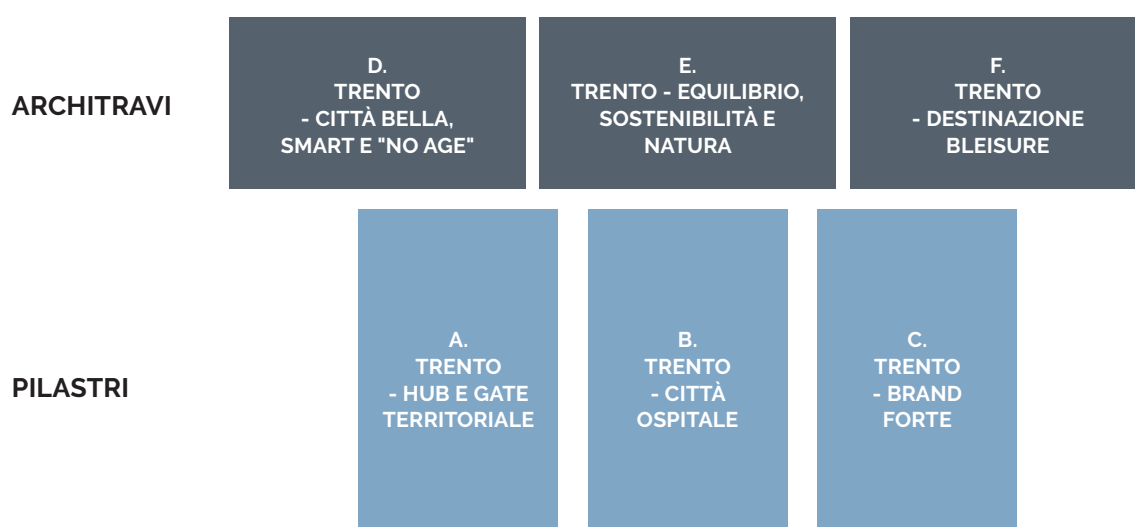 ARCHITRAVI
D.
TRENTO
- CITTÀ BELLA,
SMART E "NO AGE"
E.
TRENTO - EQUILIBRIO,
SOSTENIBILITÀ E
NATURA
F.
TRENTO
- DESTINAZIONE
BLEISURE
PILASTRI
A.
TRENTO
- HUB E GATE
TERRITORIALE
B.
TRENTO
- CITTÀ
OSPITALE
C.
TRENTO
- BRAND
FORTE